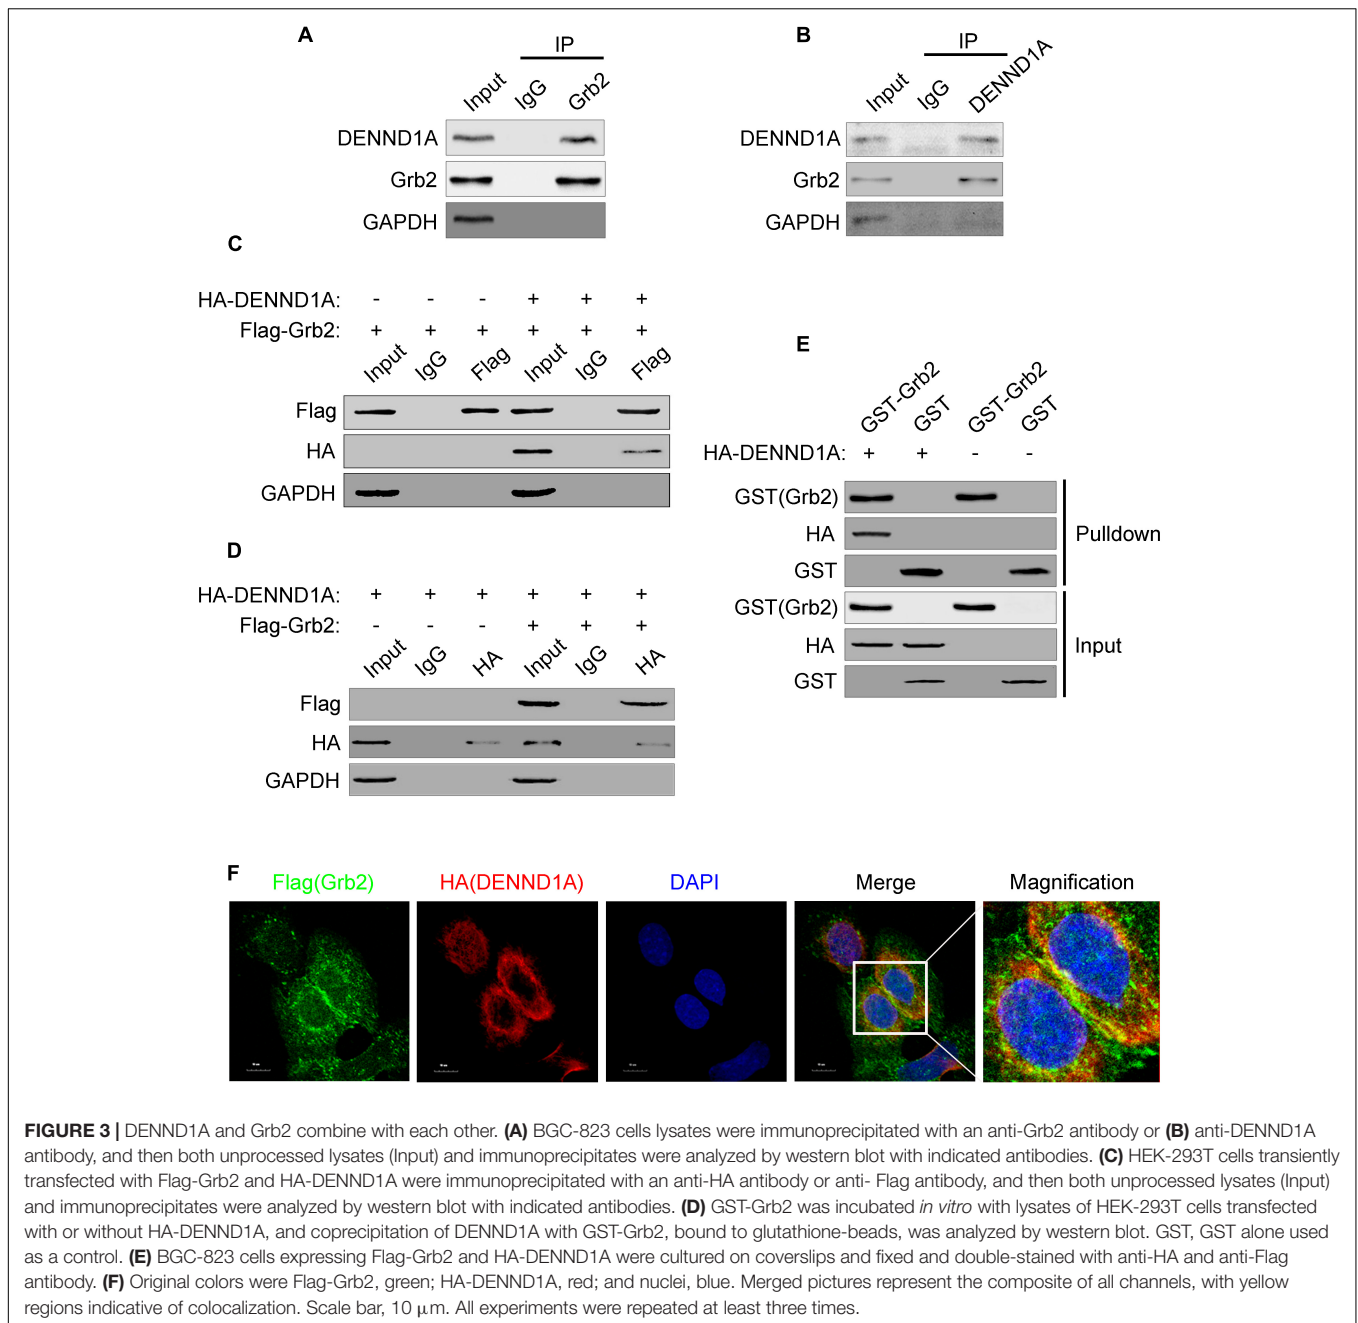 A
IP
Input IgG Grb2
DENND1A
Grb2
GAPDH
B
IP
Input IgG DENND1A
DENND1A
Grb2
GAPDH
C
HA-DENND1A: - - - + + +
Flag-Grb2: + + + + + +
Input IgG Flag Input IgG Flag
Flag
HA
GAPDH
D
HA-DENND1A: + + + + + +
Flag-Grb2: - - - + + +
Input IgG HA Input IgG HA
Flag
HA
GAPDH
E
GST-Grb2 GST GST-Grb2 GST
HA-DENND1A: + + - -
GST(Grb2)
HA
GST
Pulldown
GST(Grb2)
HA
GST
Input
F
Flag(Grb2) HA(DENND1A) DAPI Merge Magnification
FIGURE 3 | DENND1A and Grb2 combine with each other. (A) BGC-823 cells lysates were immunoprecipitated with an anti-Grb2 antibody or (B) anti-DENND1A
antibody, and then both unprocessed lysates (Input) and immunoprecipitates were analyzed by western blot with indicated antibodies. (C) HEK-293T cells transiently
transfected with Flag-Grb2 and HA-DENND1A were immunoprecipitated with an anti-HA antibody or anti- Flag antibody, and then both unprocessed lysates (Input)
and immunoprecipitates were analyzed by western blot with indicated antibodies. (D) GST-Grb2 was incubated in vitro with lysates of HEK-293T cells transfected
with or without HA-DENND1A, and coprecipitation of DENND1A with GST-Grb2, bound to glutathione-beads, was analyzed by western blot. GST, GST alone used
as a control. (E) BGC-823 cells expressing Flag-Grb2 and HA-DENND1A were cultured on coverslips and fixed and double-stained with anti-HA and anti-Flag
antibody. (F) Original colors were Flag-Grb2, green; HA-DENND1A, red; and nuclei, blue. Merged pictures represent the composite of all channels, with yellow
regions indicative of colocalization. Scale bar, 10 μm. All experiments were repeated at least three times.